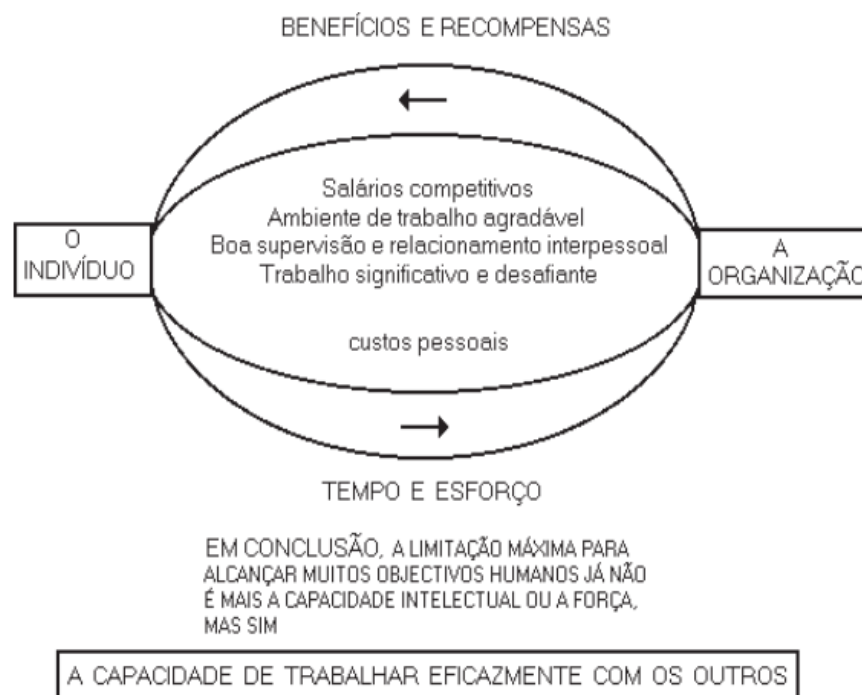 BENEFÍCIOS E RECOMPENSAS
Salários competitivos
Ambiente de trabalho agradável
Boa supervisão e relacionamento interpessoal
Trabalho significativo e desafiante
O
INDIVÍDUO
A
ORGANIZAÇÃO
custos pessoais
TEMPO E ESFORÇO
EM CONCLUSÃO, A LIMITAÇÃO MÁXIMA PARA
ALCANÇAR MUITOS OBJECTIVOS HUMANOS JÁ NÃO
É MAIS A CAPACIDADE INTELECTUAL OU A FORÇA,
MAS SIM
A CAPACIDADE DE TRABALHAR EFICAZMENTE COM OS OUTROS